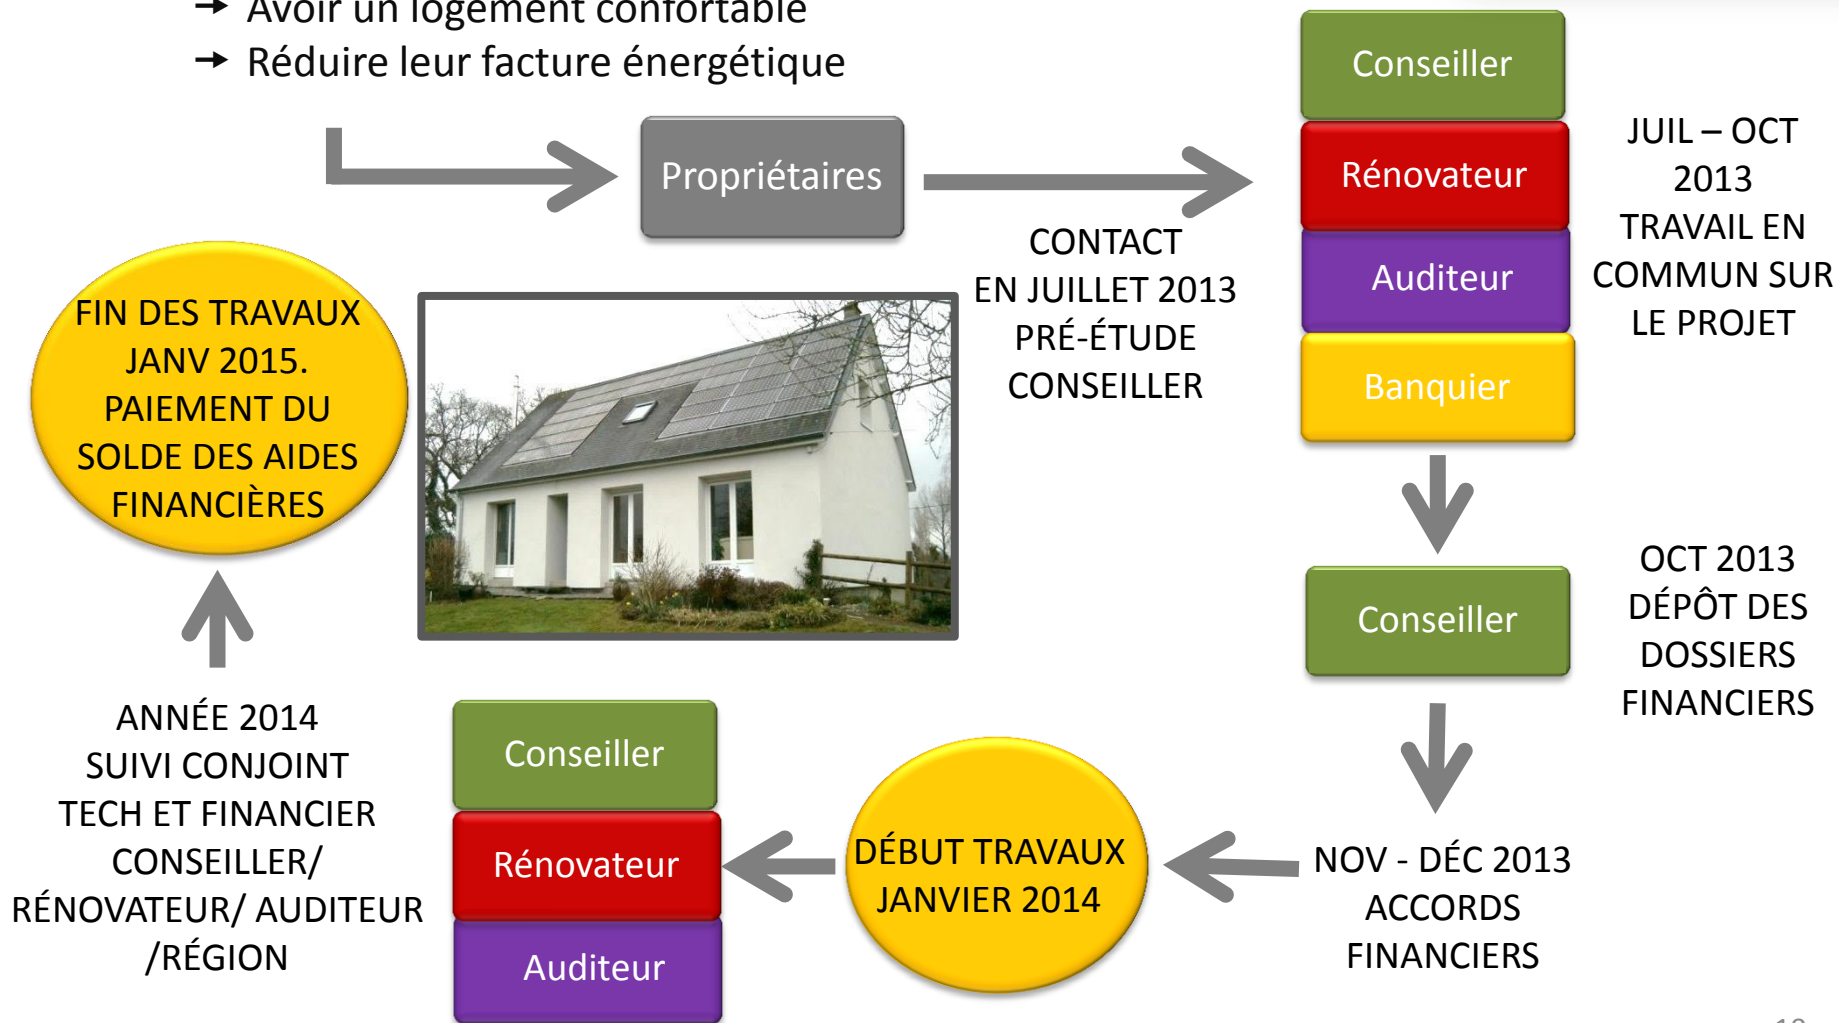 → Avoir un logement confortable
→ Réduire leur facture énergétique
Propriétaires
CONTACT
EN JUILLET 2013
PRÉ-ÉTUDE
CONSEILLER
Conseiller
Rénovateur
Auditeur
Banquier
JUIL – OCT
2013
TRAVAIL EN
COMMUN SUR
LE PROJET
Conseiller
OCT 2013
DÉPÔT DES
DOSSIERS
FINANCIERS
NOV - DÉC 2013
ACCORDS
FINANCIERS
DÉBUT TRAVAUX
JANVIER 2014
Conseiller
Rénovateur
Auditeur
ANNÉE 2014
SUIVI CONJOINT
TECH ET FINANCIER
CONSEILLER/
RÉNOVATEUR/ AUDITEUR
/RÉGION
FIN DES TRAVAUX
JANV 2015.
PAIEMENT DU
SOLDE DES AIDES
FINANCIÈRES